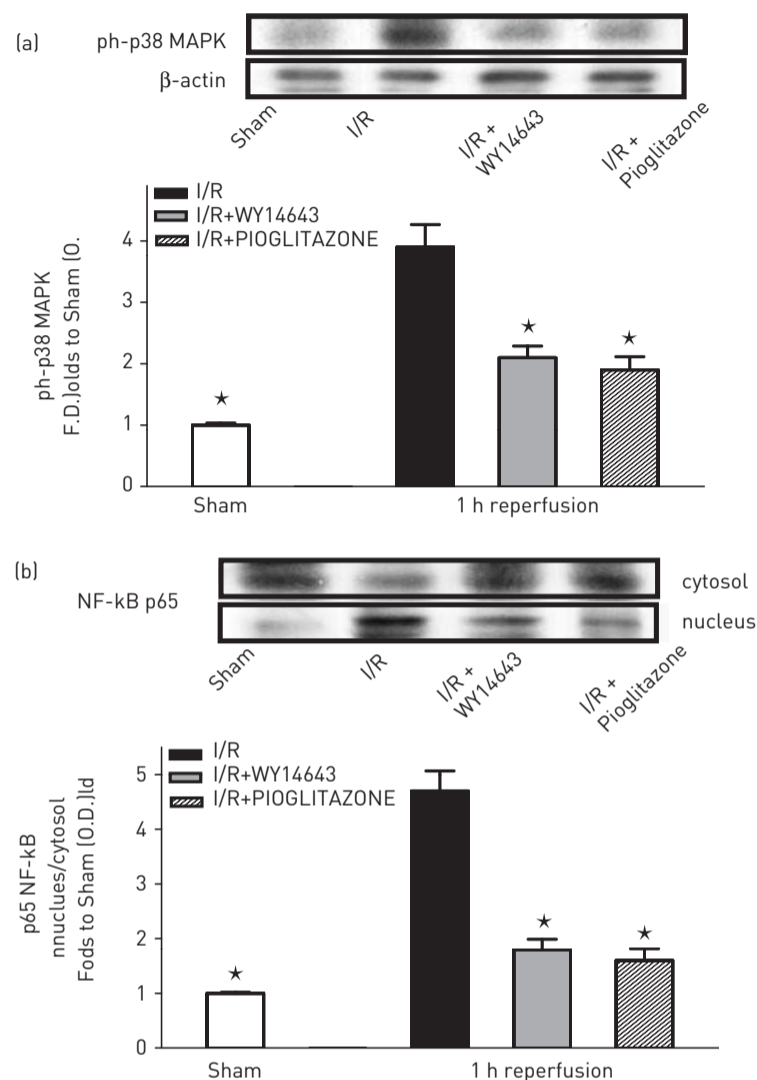 (a)
ph-p38 MAPK
β-actin
Sham
I/R
I/R +
WY14643
I/R +
Pioglitazone
I/R
I/R+WY14643
I/R+PIOGLITAZONE
ph-p38 MAPK
F.D.)olds to Sham (O.
4
3
2
1
0
★
★
★
Sham
1 h reperfusion
(b)
NF-kB p65
cytosol
nucleus
Sham
I/R
I/R +
WY14643
I/R +
Pioglitazone
I/R
I/R+WY14643
I/R+PIOGLITAZONE
p65 NF-kB
nnuclues/cytosol
Fods to Sham (O.D.)ld
5
4
3
2
1
0
★
★
★
Sham
1 h reperfusion